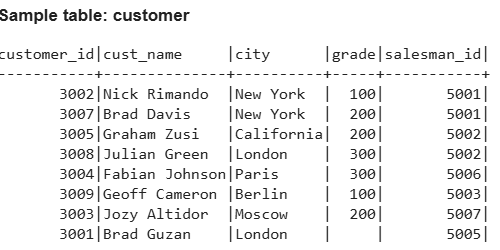 Sample table: customer
customer_id|cust_name     |city      |grade|salesman_id|
-----------+--------------+----------+-----+-----------+
       3002|Nick Rimando  |New York  |  100|       5001|
       3007|Brad Davis    |New York  |  200|       5001|
       3005|Graham Zusi   |California|  200|       5002|
       3008|Julian Green  |London    |  300|       5002|
       3004|Fabian Johnson|Paris     |  300|       5006|
       3009|Geoff Cameron |Berlin    |  100|       5003|
       3003|Jozy Altidor  |Moscow    |  200|       5007|
       3001|Brad Guzan    |London    |     |       5005|